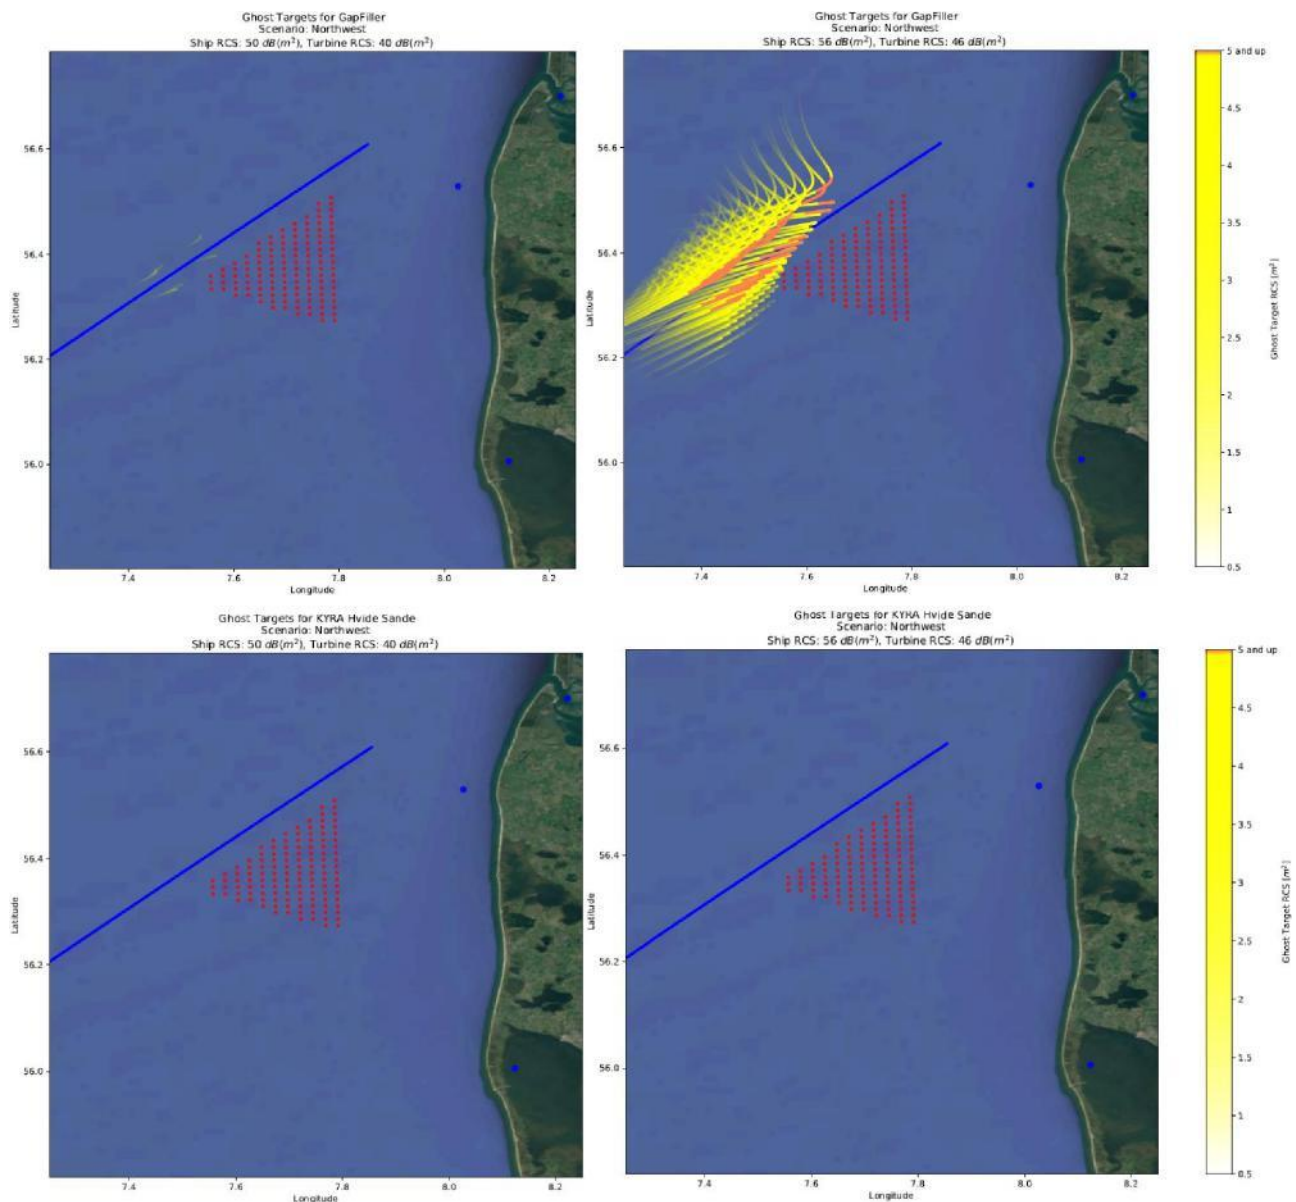 Ghost Targets for GapFiller
Scenario: Northwest
Ship RCS: 50 dB(m²), Turbine RCS: 40 dB(m²)
56.6
56.4
56.2
56.0
Latitude
7.4
7.6
7.8
8.0
8.2
Longitude
Ghost Targets for GapFiller
Scenario: Northwest
Ship RCS: 56 dB(m²), Turbine RCS: 46 dB(m²)
56.6
56.4
56.2
56.0
Latitude
7.4
7.6
7.8
8.0
8.2
Longitude
5 and up
4.5
4
3.5
3
2.5
2
1.5
1
0.5
Ghost Target RCS [m²]
Ghost Targets for KYRA Hvide Sande
Scenario: Northwest
Ship RCS: 50 dB(m²), Turbine RCS: 40 dB(m²)
56.6
56.4
56.2
56.0
Latitude
7.4
7.6
7.8
8.0
8.2
Longitude
Ghost Targets for KYRA Hvide Sande
Scenario: Northwest
Ship RCS: 56 dB(m²), Turbine RCS: 46 dB(m²)
56.6
56.4
56.2
56.0
Latitude
7.4
7.6
7.8
8.0
8.2
Longitude
5 and up
4.5
4
3.5
3
2.5
2
1.5
1
0.5
Ghost Target RCS [m²]